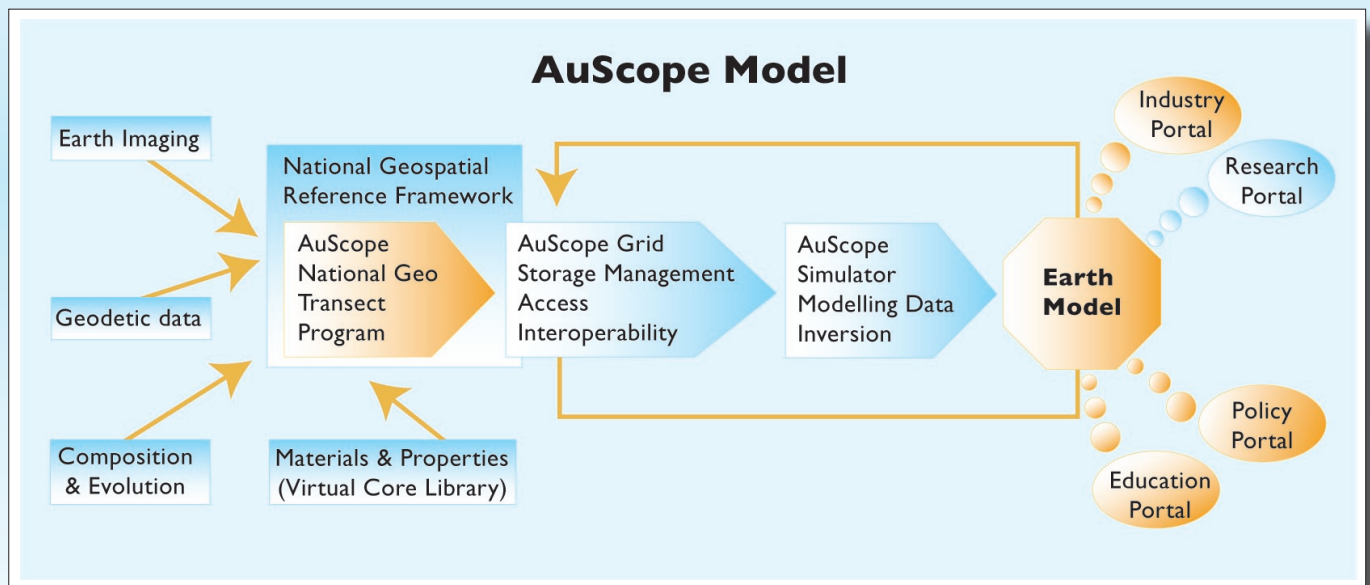 AuScope Model
Earth Imaging
Geodetic data
Composition
& Evolution
Materials & Properties
(Virtual Core Library)
National Geospatial
Reference Framework
AuScope
National Geo
Transect
Program
AuScope Grid
Storage Management
Access
Interoperability
AuScope
Simulator
Modelling Data
Inversion
Earth
Model
Industry
Portal
Research
Portal
Policy
Portal
Education
Portal